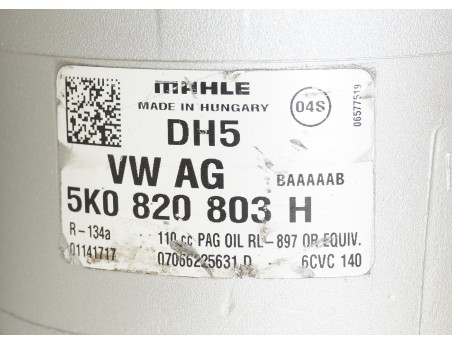 MAHLE
MADE IN HUNGARY
04S
06577519
DH5
VW AG
BAAAAAB
5K0 820 803 H
R-134a
110 cc PAG OIL RL-897 OR EQUIV.
01141717
07066225631 D
6CVC 140